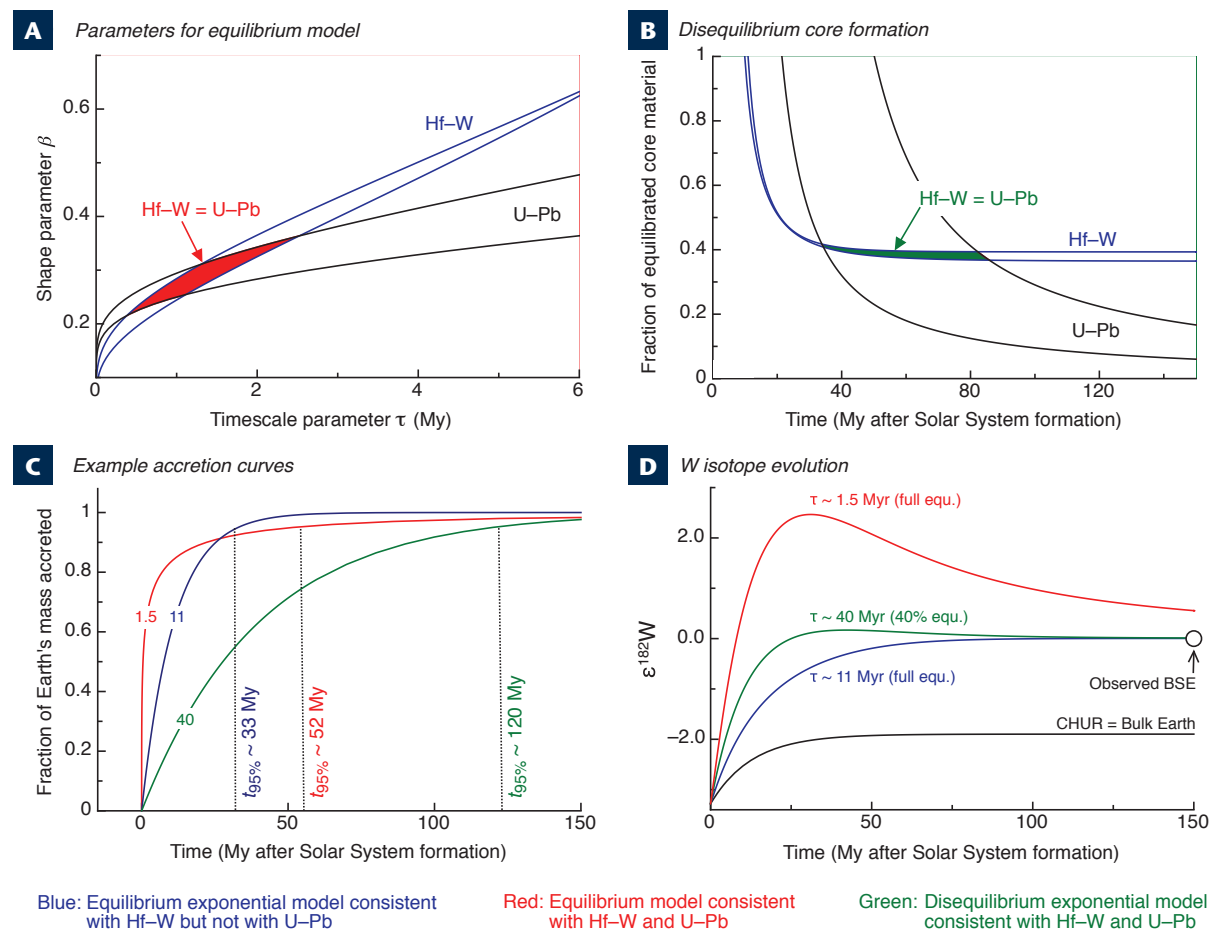 A Parameters for equilibrium model
0.6
0.4
0.2
0
2
4
6
Shape parameter β
Timescale parameter τ (My)
Hf–W
Hf–W = U–Pb
U–Pb
B Disequilibrium core formation
1
0.8
0.6
0.4
0.2
0
0
40
80
120
Fraction of equilibrated core material
Time (My after Solar System formation)
Hf–W = U–Pb
Hf–W
U–Pb
C Example accretion curves
1
0.8
0.6
0.4
0.2
0
0
50
100
150
Fraction of Earth's mass accreted
Time (My after Solar System formation)
1.5
11
40
t95% ~ 33 My
t95% ~ 52 My
t95% ~ 120 My
D W isotope evolution
2.0
0.0
–2.0
0
50
100
150
ε182W
Time (My after Solar System formation)
τ ~ 1.5 Myr (full equ.)
τ ~ 40 Myr (40% equ.)
τ ~ 11 Myr (full equ.)
Observed BSE
CHUR = Bulk Earth
Blue: Equilibrium exponential model consistent
with Hf–W but not with U–Pb
Red: Equilibrium model consistent
with Hf–W and U–Pb
Green: Disequilibrium exponential model
consistent with Hf–W and U–Pb